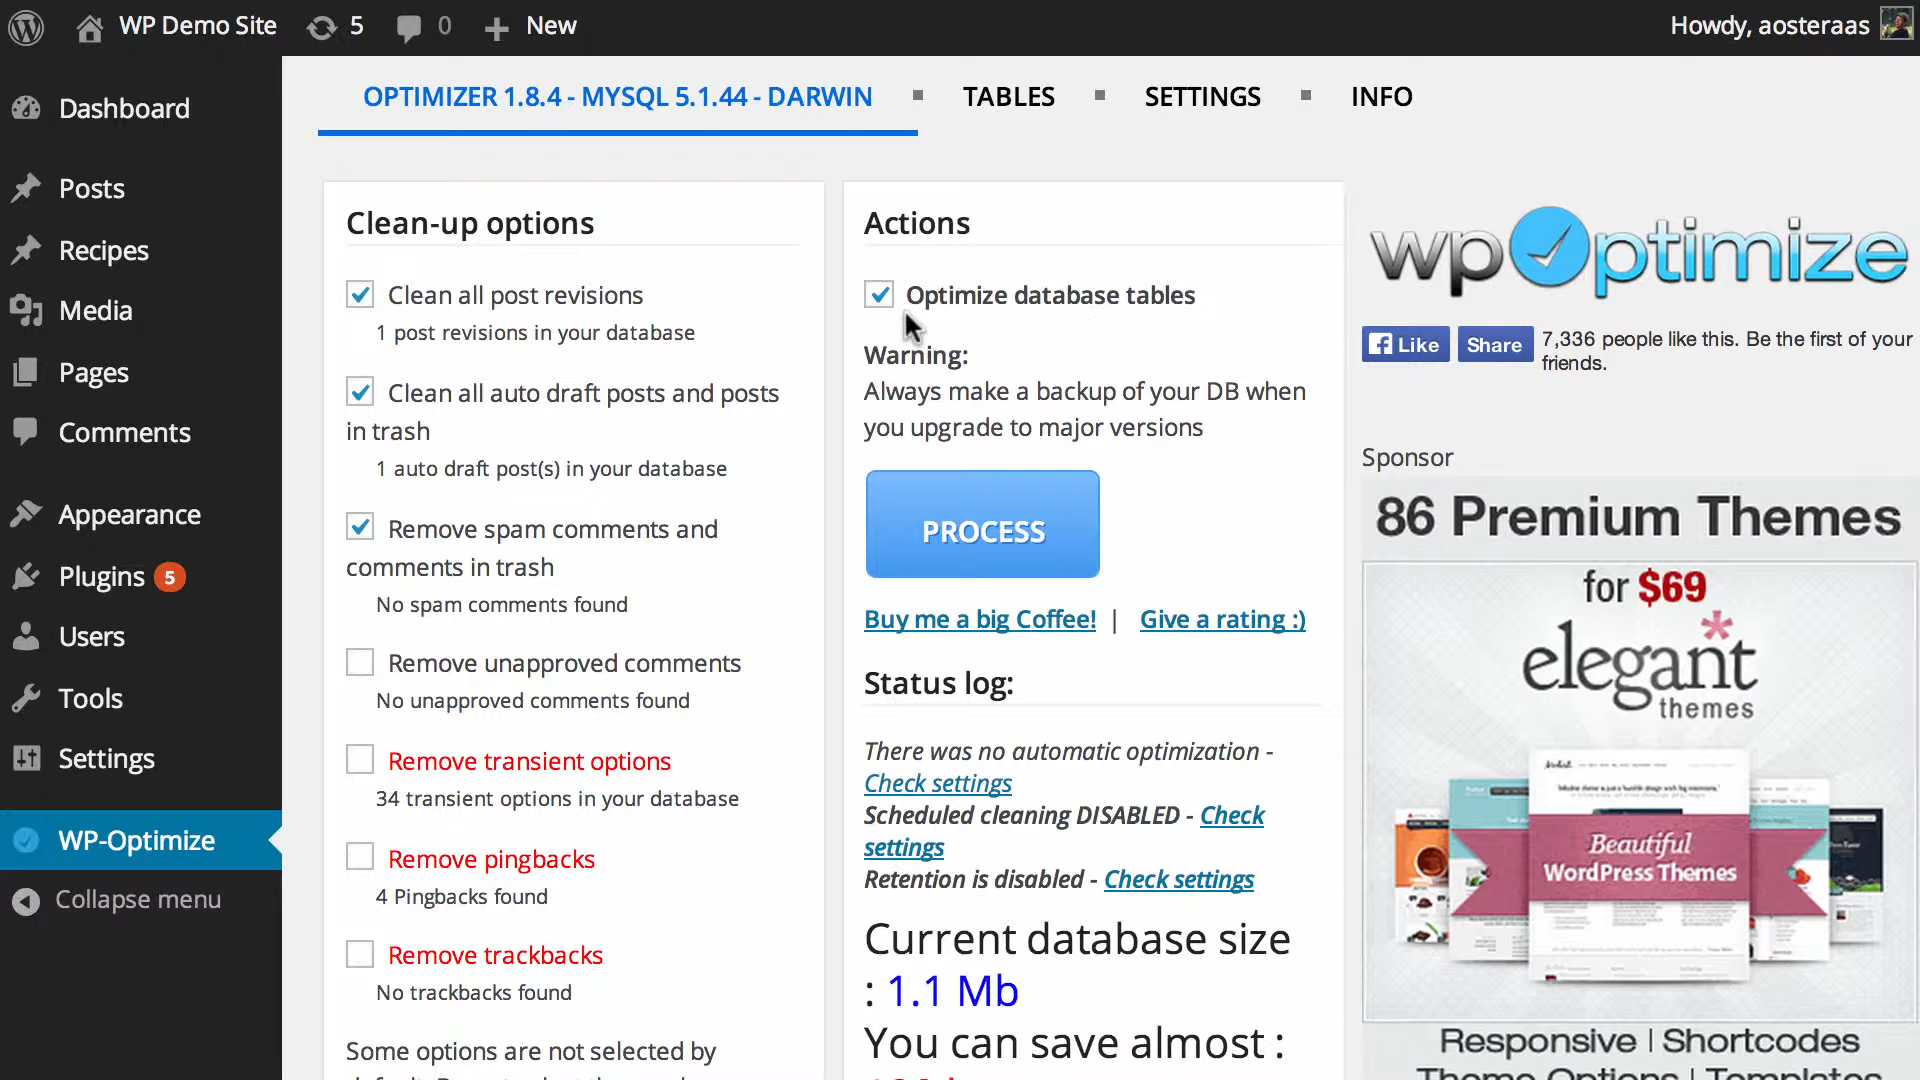 WP Demo Site 5 0 New Howdy, aosteraas
Dashboard
Posts
Recipes
Media
Pages
Comments
Appearance
Plugins 5
Users
Tools
Settings
WP-Optimize
Collapse menu
OPTIMIZER 1.8.4 - MYSQL 5.1.44 - DARWIN TABLES SETTINGS INFO
Clean-up options
Clean all post revisions
1 post revisions in your database
Clean all auto draft posts and posts
in trash
1 auto draft post(s) in your database
Remove spam comments and
comments in trash
No spam comments found
Remove unapproved comments
No unapproved comments found
Remove transient options
34 transient options in your database
Remove pingbacks
4 Pingbacks found
Remove trackbacks
No trackbacks found
Some options are not selected by
Actions
Optimize database tables
Warning:
Always make a backup of your DB when
you upgrade to major versions
PROCESS
Buy me a big Coffee! | Give a rating :)
Status log:
There was no automatic optimization -
Check settings
Scheduled cleaning DISABLED - Check
settings
Retention is disabled - Check settings
Current database size
: 1.1 Mb
You can save almost :
wpOptimize
Like Share 7,336 people like this. Be the first of your
friends.
Sponsor
86 Premium Themes
for $69
elegant
themes
Beautiful
WordPress Themes
Responsive | Shortcodes
Theme Options | Templates